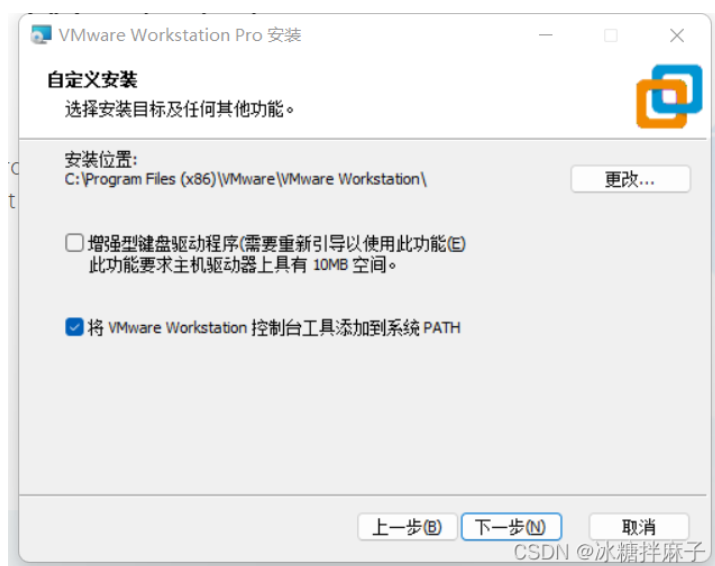 VMware Workstation Pro 安装
自定义安装
选择安装目标及任何其他功能。
安装位置:
C:\Program Files (x86)\VMware\VMware Workstation\
更改...
增强型键盘驱动程序(需要重新引导以使用此功能(E)
此功能要求主机驱动器上具有 10MB 空间。
将 VMware Workstation 控制台工具添加到系统 PATH
上一步(B)
下一步(N)
取消
CSDN @冰糖拌麻子